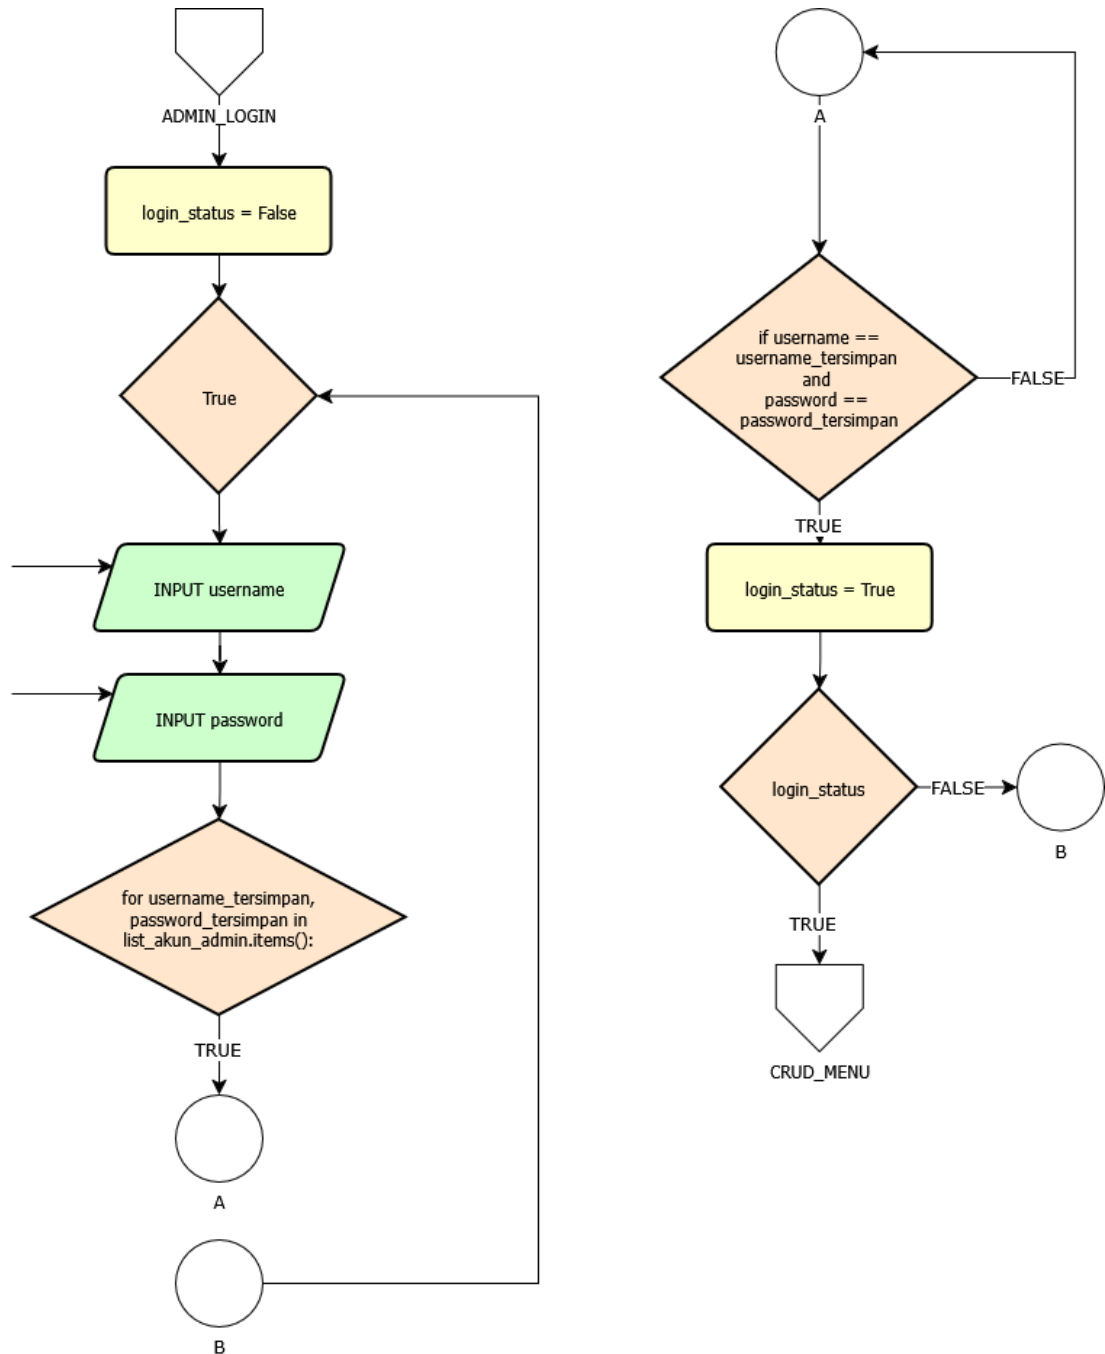 ADMIN_LOGIN
login_status = False
True
INPUT username
INPUT password
for username_tersimpan,
password_tersimpan in
list_akun_admin.items():
TRUE
A
B
A
if username ==
username_tersimpan
and
password ==
password_tersimpan
FALSE
TRUE
login_status = True
login_status
FALSE
B
TRUE
CRUD_MENU